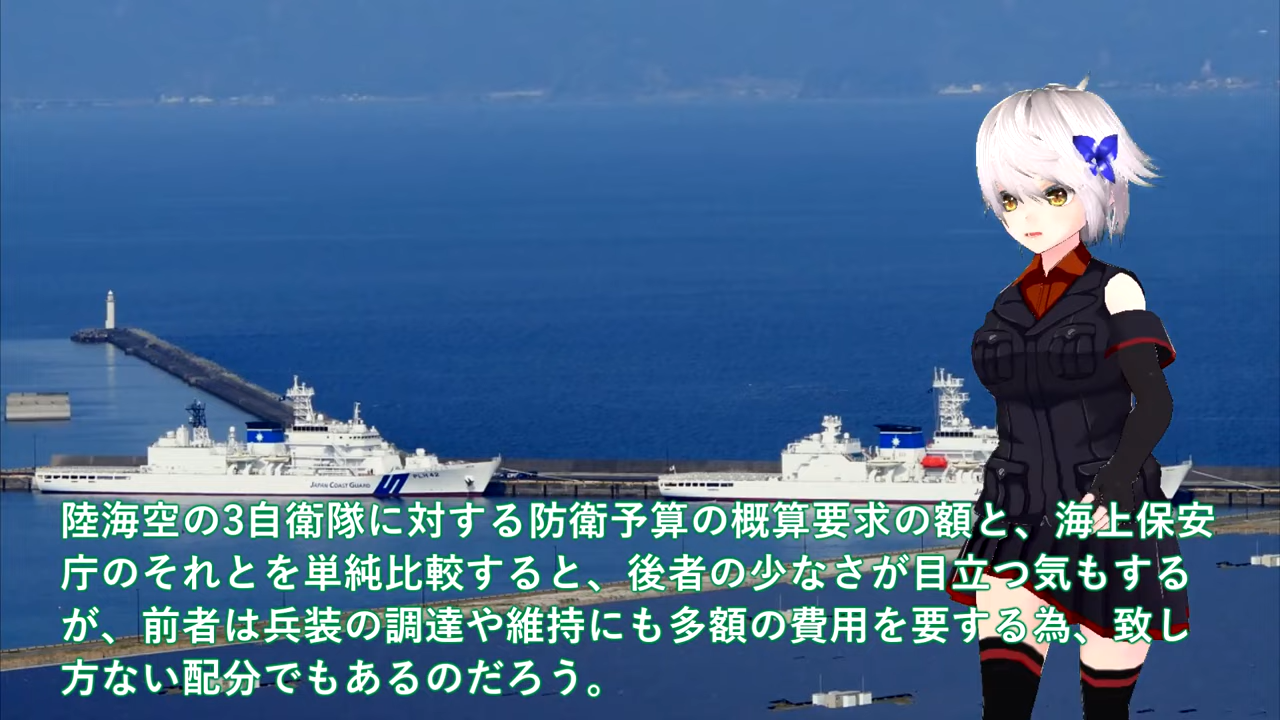 JAPAN COAST GUARD
陸海空の3自衛隊に対する防衛予算の概算要求の額と、海上保安
庁のそれとを単純比較すると、後者の少なさが目立つ気もする
が、前者は兵装の調達や維持にも多額の費用を要する為、致し
方ない配分でもあるのだろう。